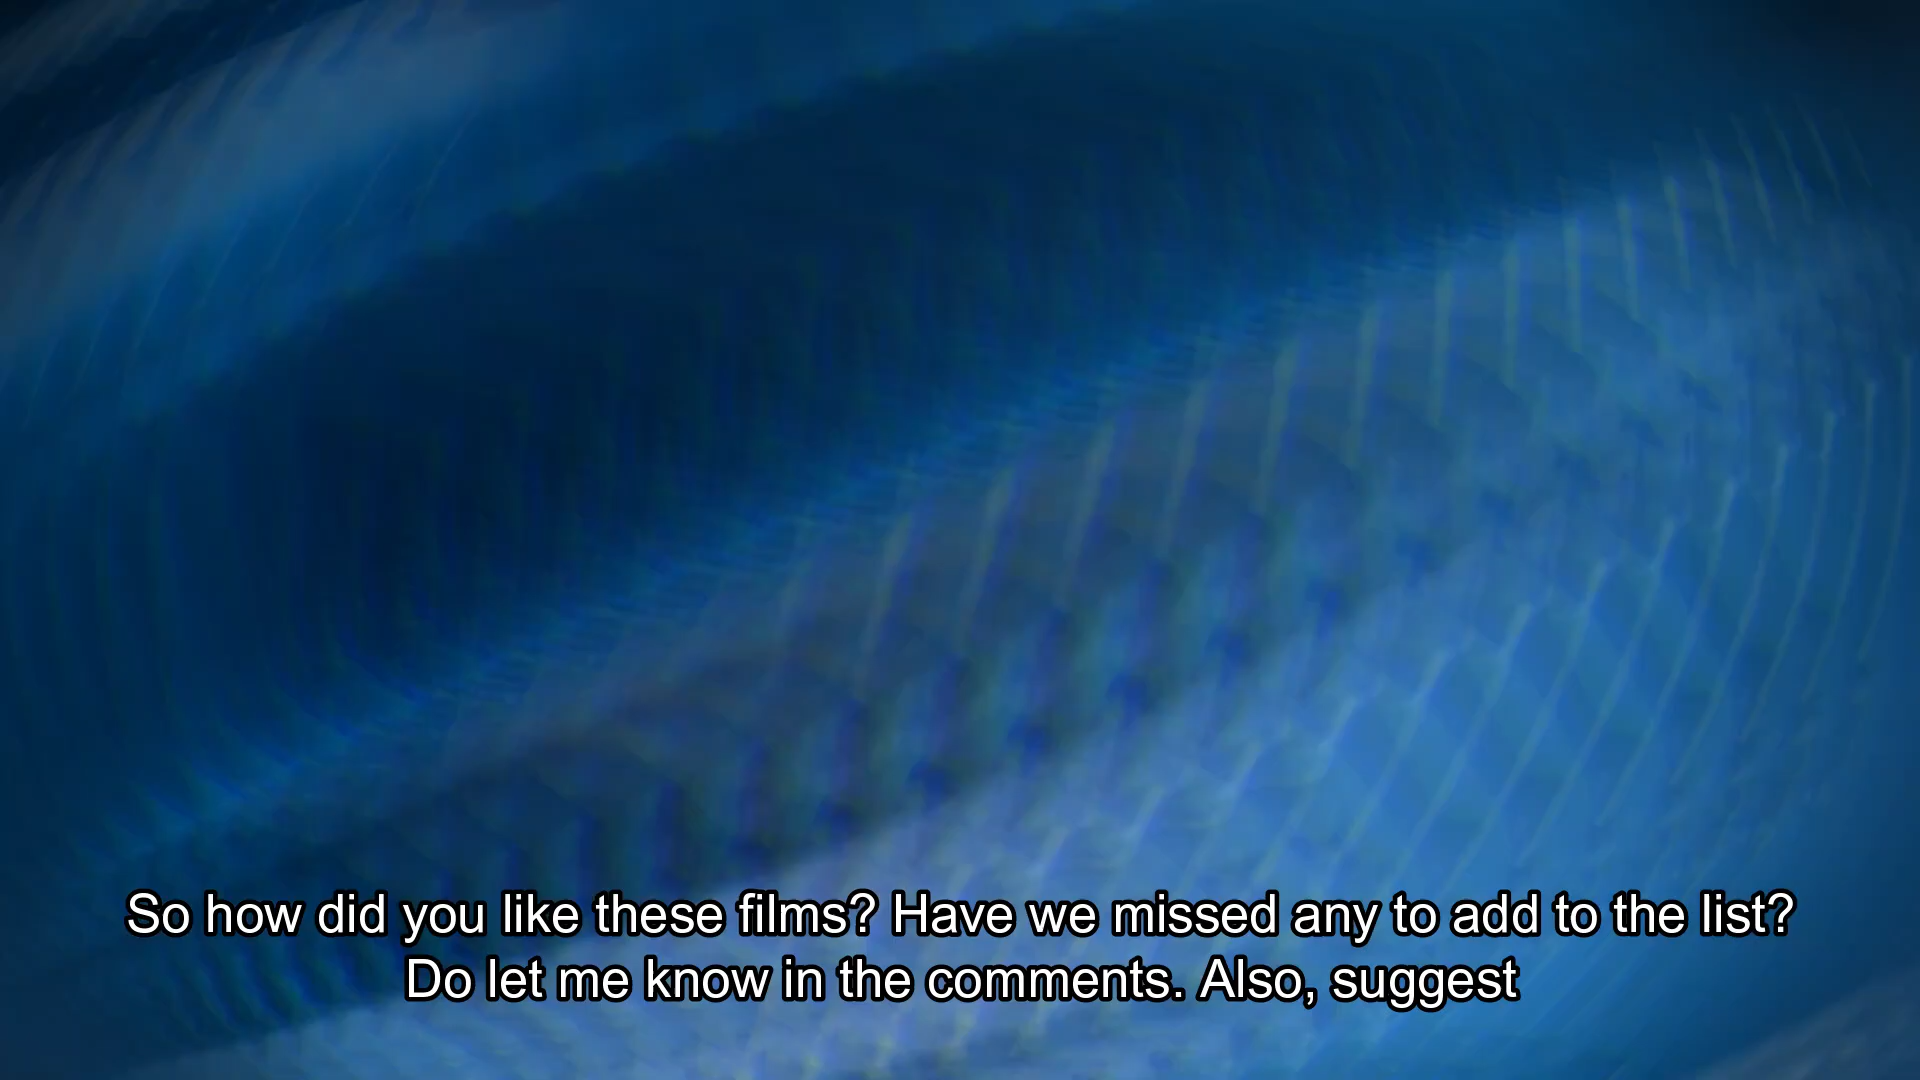 So how did you like these films? Have we missed any to add to the list?
Do let me know in the comments. Also, suggest